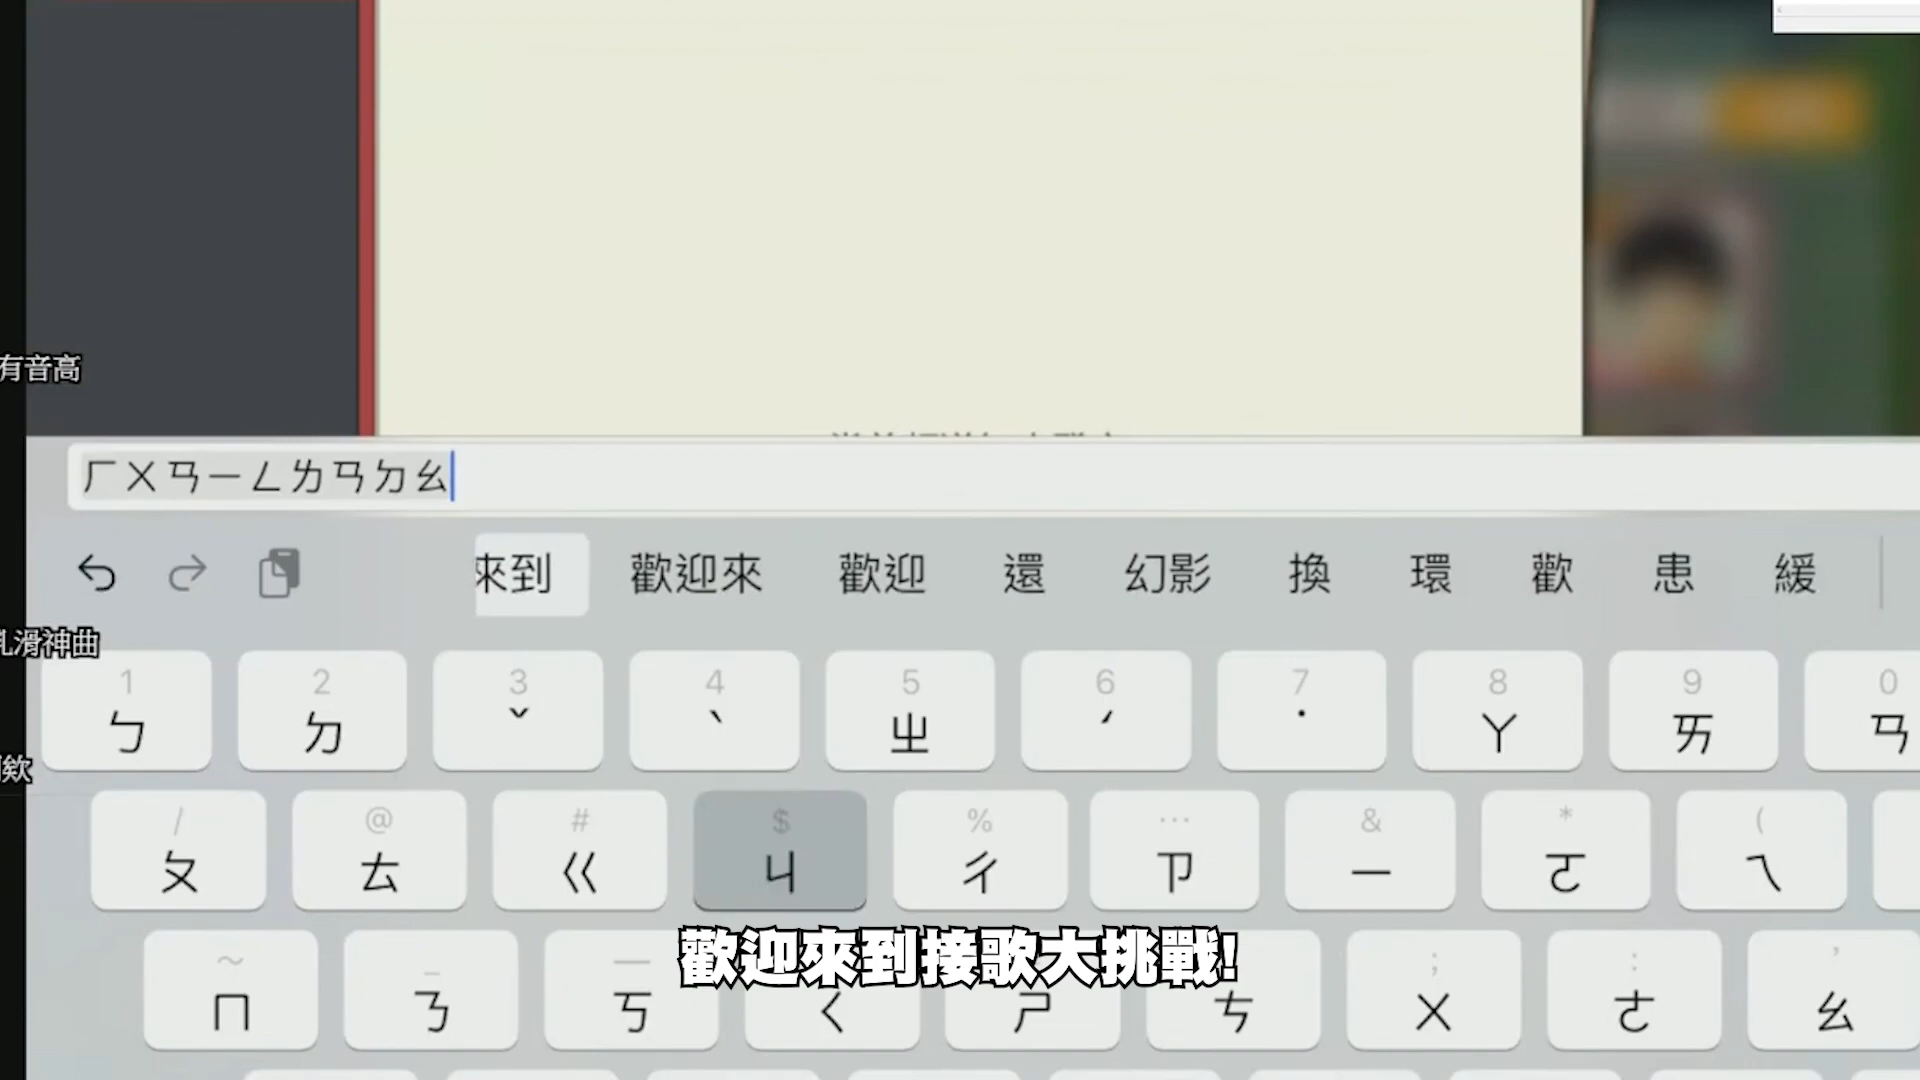 有音高
ㄏㄨㄢㄧㄥㄌㄞㄉㄠ
來到 歡迎來 歡迎 還 幻影 換 環 歡 患 緩
滑神曲
1 2 3 4 5 6 7 8 9 0
ㄅ ㄉ ˇ ˋ ㄓ ˊ ˙ ㄚ ㄞ ㄢ
欸
/ @ # $ % … & * (
ㄆ ㄊ ㄍ ㄐ ㄔ ㄗ ㄧ ㄛ ㄟ
歡迎來到接歌大挑戰!
~ _ — ; : ,
ㄇ ㄋ ㄎ ㄑ ㄕ ㄘ ㄨ ㄜ ㄠ